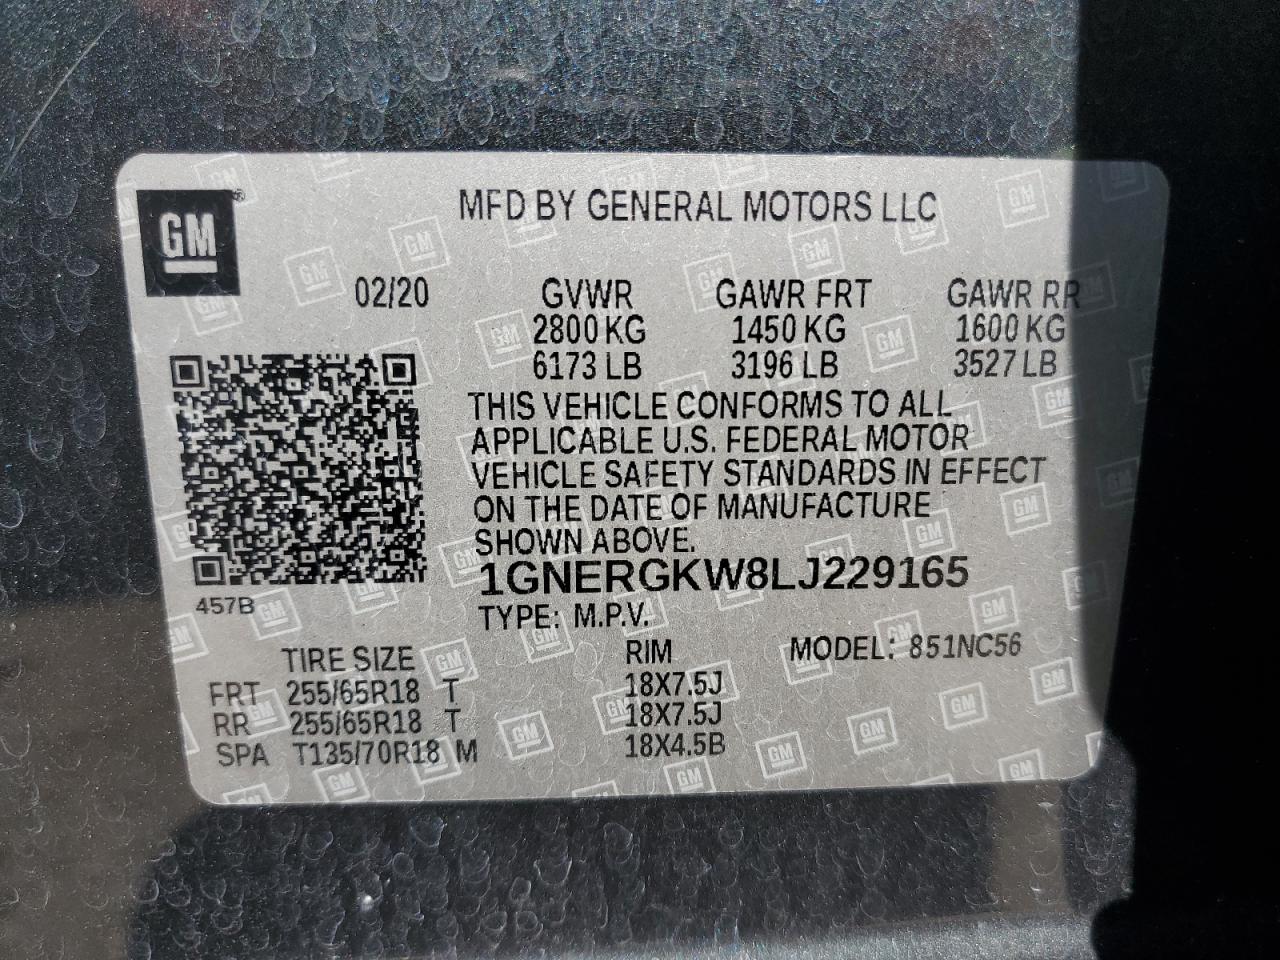 GM®
MFD BY GENERAL MOTORS LLC
02/20 GVWR GAWR FRT GAWR RR
2800 KG 1450 KG 1600 KG
6173 LB 3196 LB 3527 LB
THIS VEHICLE CONFORMS TO ALL
APPLICABLE U.S. FEDERAL MOTOR
VEHICLE SAFETY STANDARDS IN EFFECT
ON THE DATE OF MANUFACTURE
SHOWN ABOVE.
1GNERGKW8LJ229165
457B
TYPE: M.P.V.
TIRE SIZE RIM MODEL: 851NC56
FRT 255/65R18 T 18X7.5J
RR 255/65R18 T 18X7.5J
SPA T135/70R18 M 18X4.5B